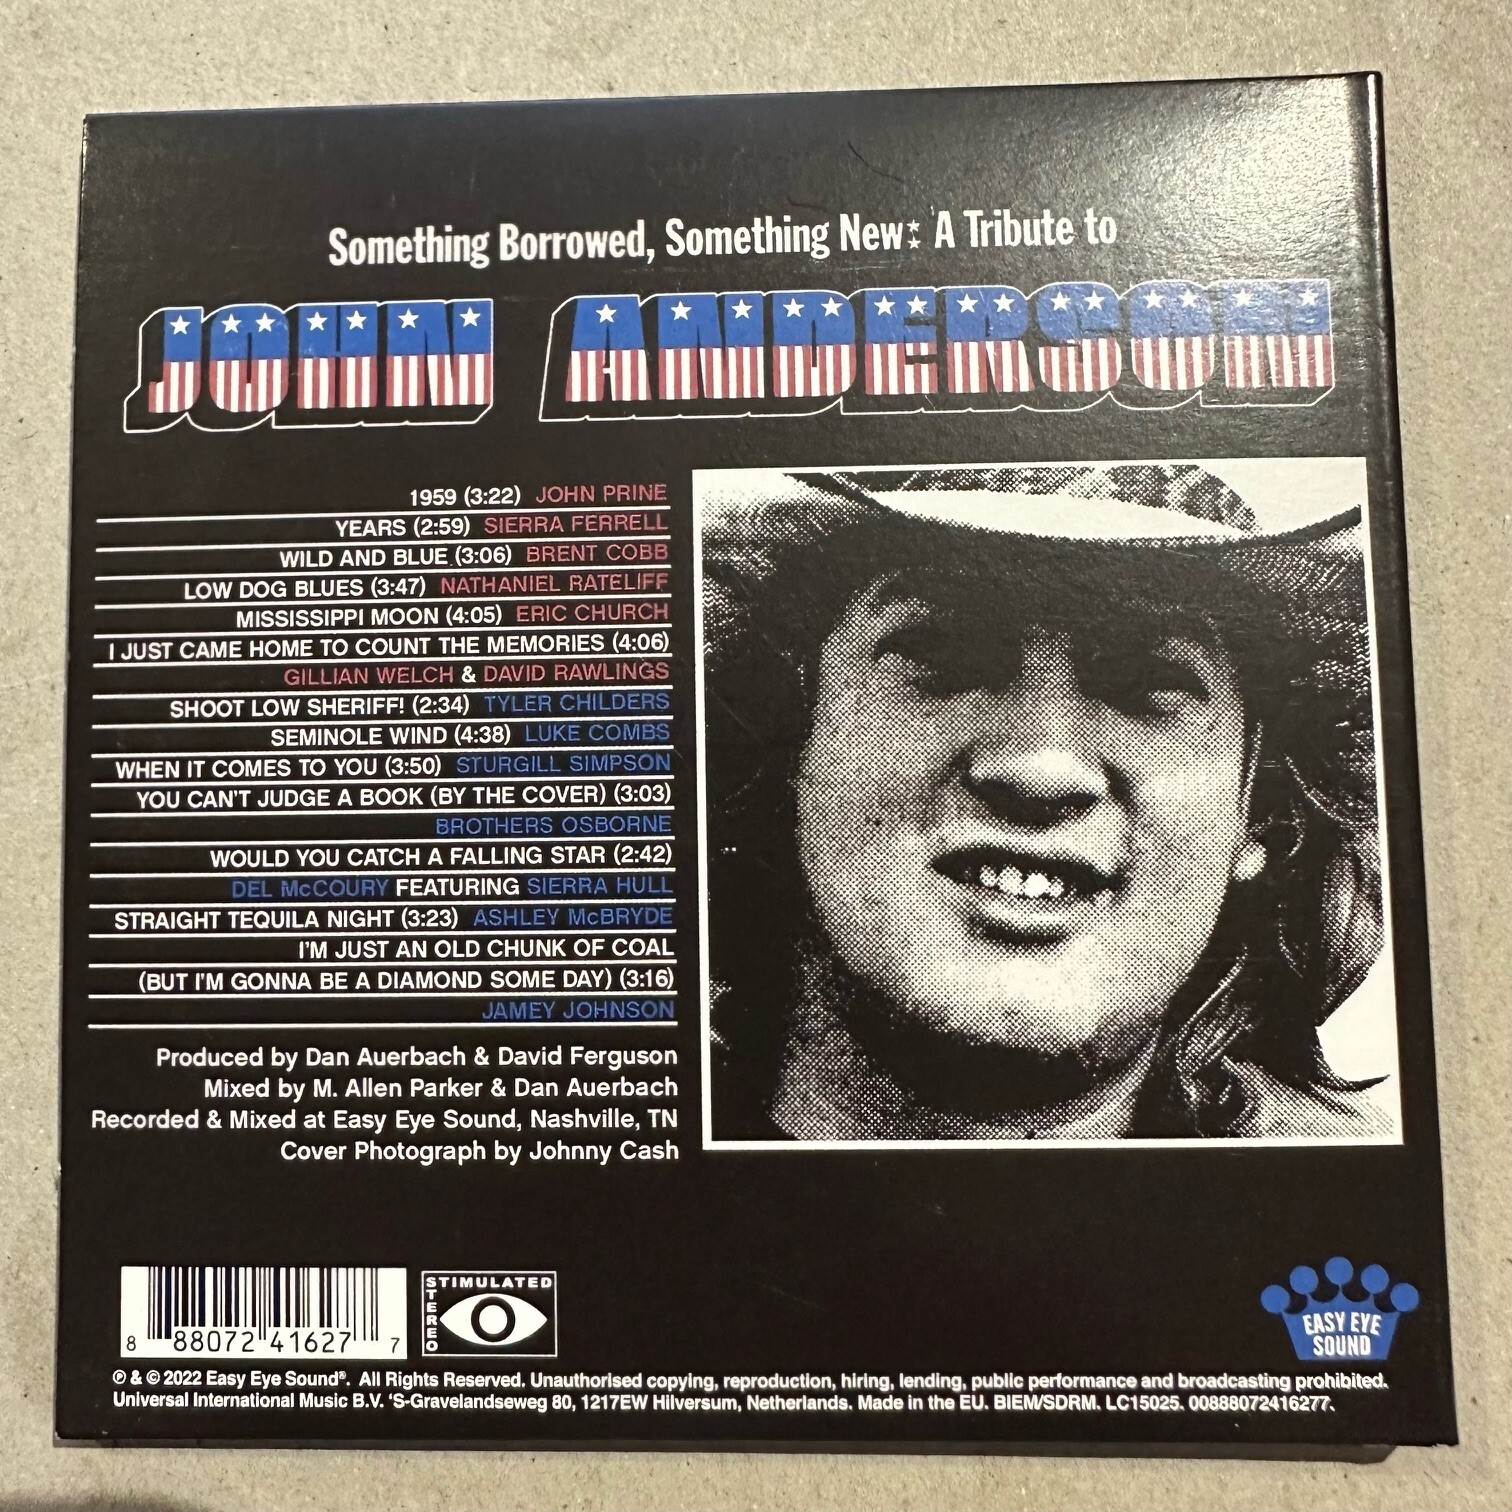 Something Borrowed, Something New: A Tribute to
JOHN ANDERSON
1959 (3:22) JOHN PRINE
YEARS (2:59) SIERRA FERRELL
WILD AND BLUE (3:06) BRENT COBB
LOW DOG BLUES (3:47) NATHANIEL RATELIFF
MISSISSIPPI MOON (4:05) ERIC CHURCH
I JUST CAME HOME TO COUNT THE MEMORIES (4:06)
GILLIAN WELCH & DAVID RAWLINGS
SHOOT LOW SHERIFF! (2:34) TYLER CHILDERS
SEMINOLE WIND (4:38) LUKE COMBS
WHEN IT COMES TO YOU (3:50) STURGILL SIMPSON
YOU CAN'T JUDGE A BOOK (BY THE COVER) (3:03)
BROTHERS OSBORNE
WOULD YOU CATCH A FALLING STAR (2:42)
DEL McCOURY FEATURING SIERRA HULL
STRAIGHT TEQUILA NIGHT (3:23) ASHLEY McBRYDE
I'M JUST AN OLD CHUNK OF COAL
(BUT I'M GONNA BE A DIAMOND SOME DAY) (3:16)
JAMEY JOHNSON
Produced by Dan Auerbach & David Ferguson
Mixed by M. Allen Parker & Dan Auerbach
Recorded & Mixed at Easy Eye Sound, Nashville, TN
Cover Photograph by Johnny Cash
8 88072 41627 7
STIMULATED
STEREO
EASY EYE
SOUND
℗ & © 2022 Easy Eye Sound®. All Rights Reserved. Unauthorised copying, reproduction, hiring, lending, public performance and broadcasting prohibited.
Universal International Music B.V. 'S-Gravelandseweg 80, 1217EW Hilversum, Netherlands. Made in the EU. BIEM/SDRM. LC15025. 00888072416277.